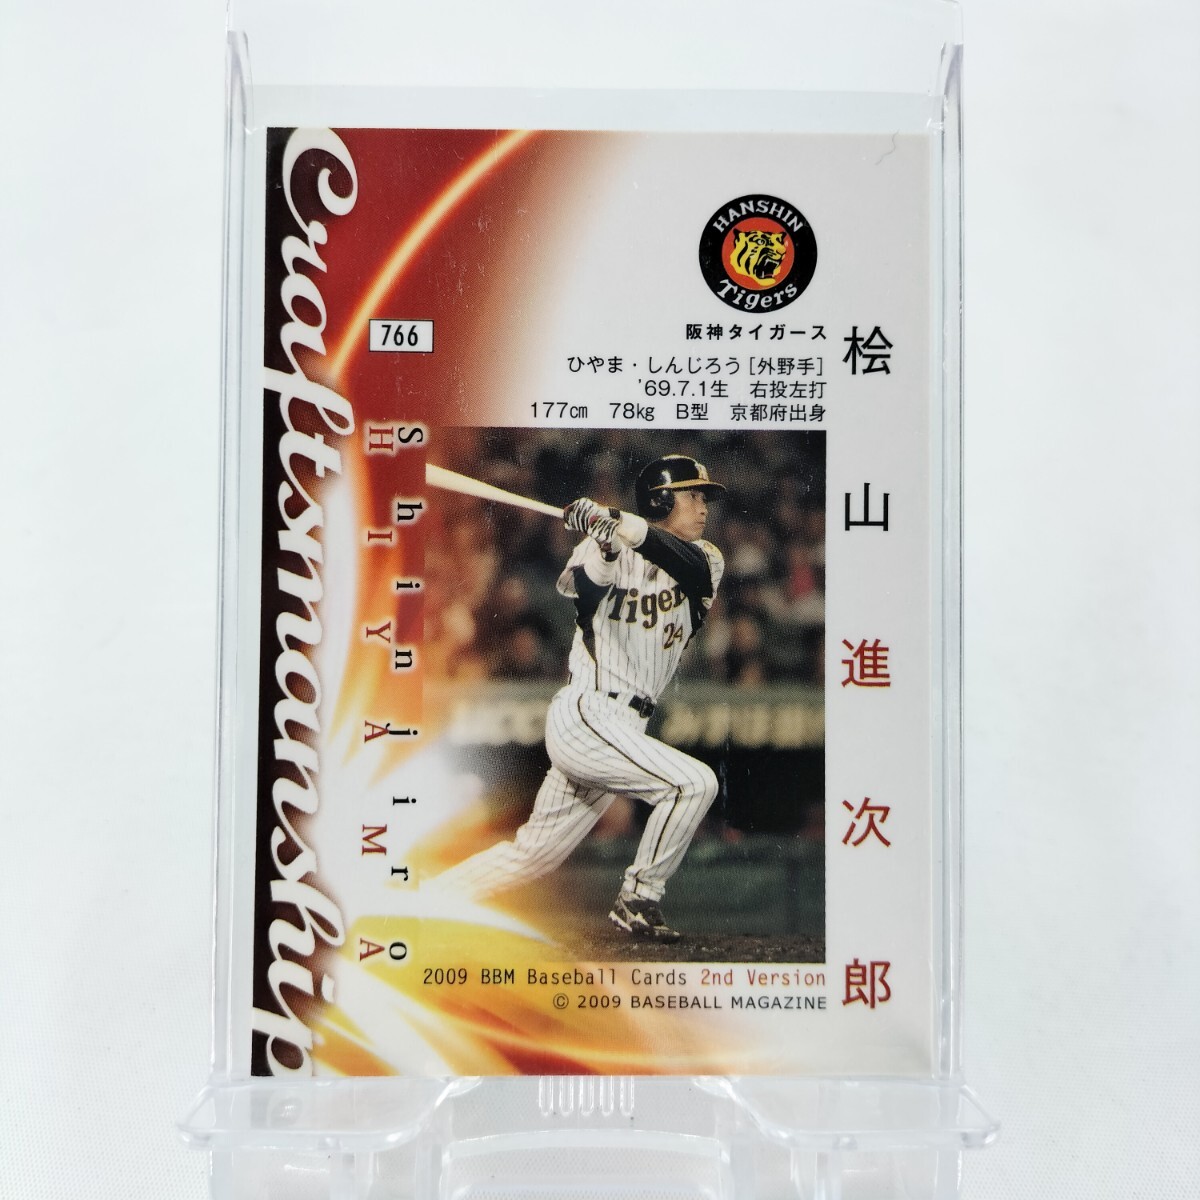 Craftsmanship
766
Shinjiro
HIYAMA
HANSHIN
Tigers
阪神タイガース
ひやま・しんじろう［外野手］
'69.7.1生　右投左打
177cm　78kg　B型　京都府出身
桧山進次郎
Tigers
24
2009 BBM Baseball Cards 2nd Version
© 2009 BASEBALL MAGAZINE